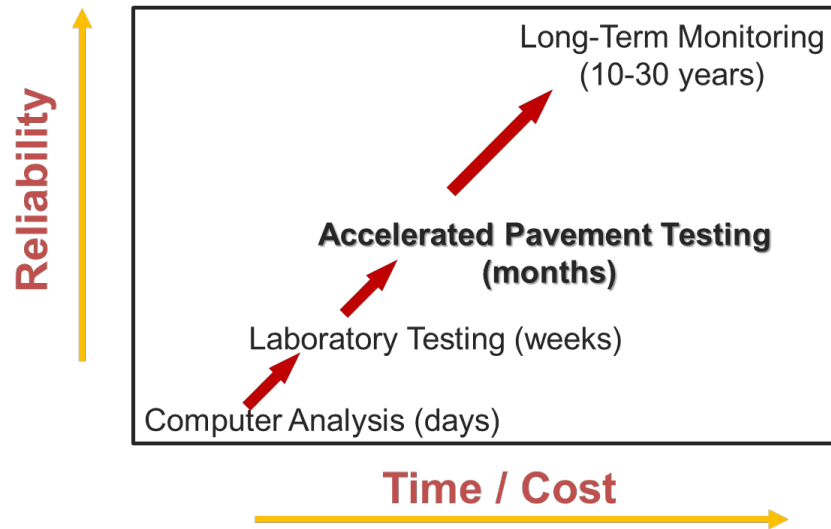 Long-Term Monitoring
(10-30 years)
Reliability
Accelerated Pavement Testing
(months)
Laboratory Testing (weeks)
Computer Analysis (days)
Time / Cost